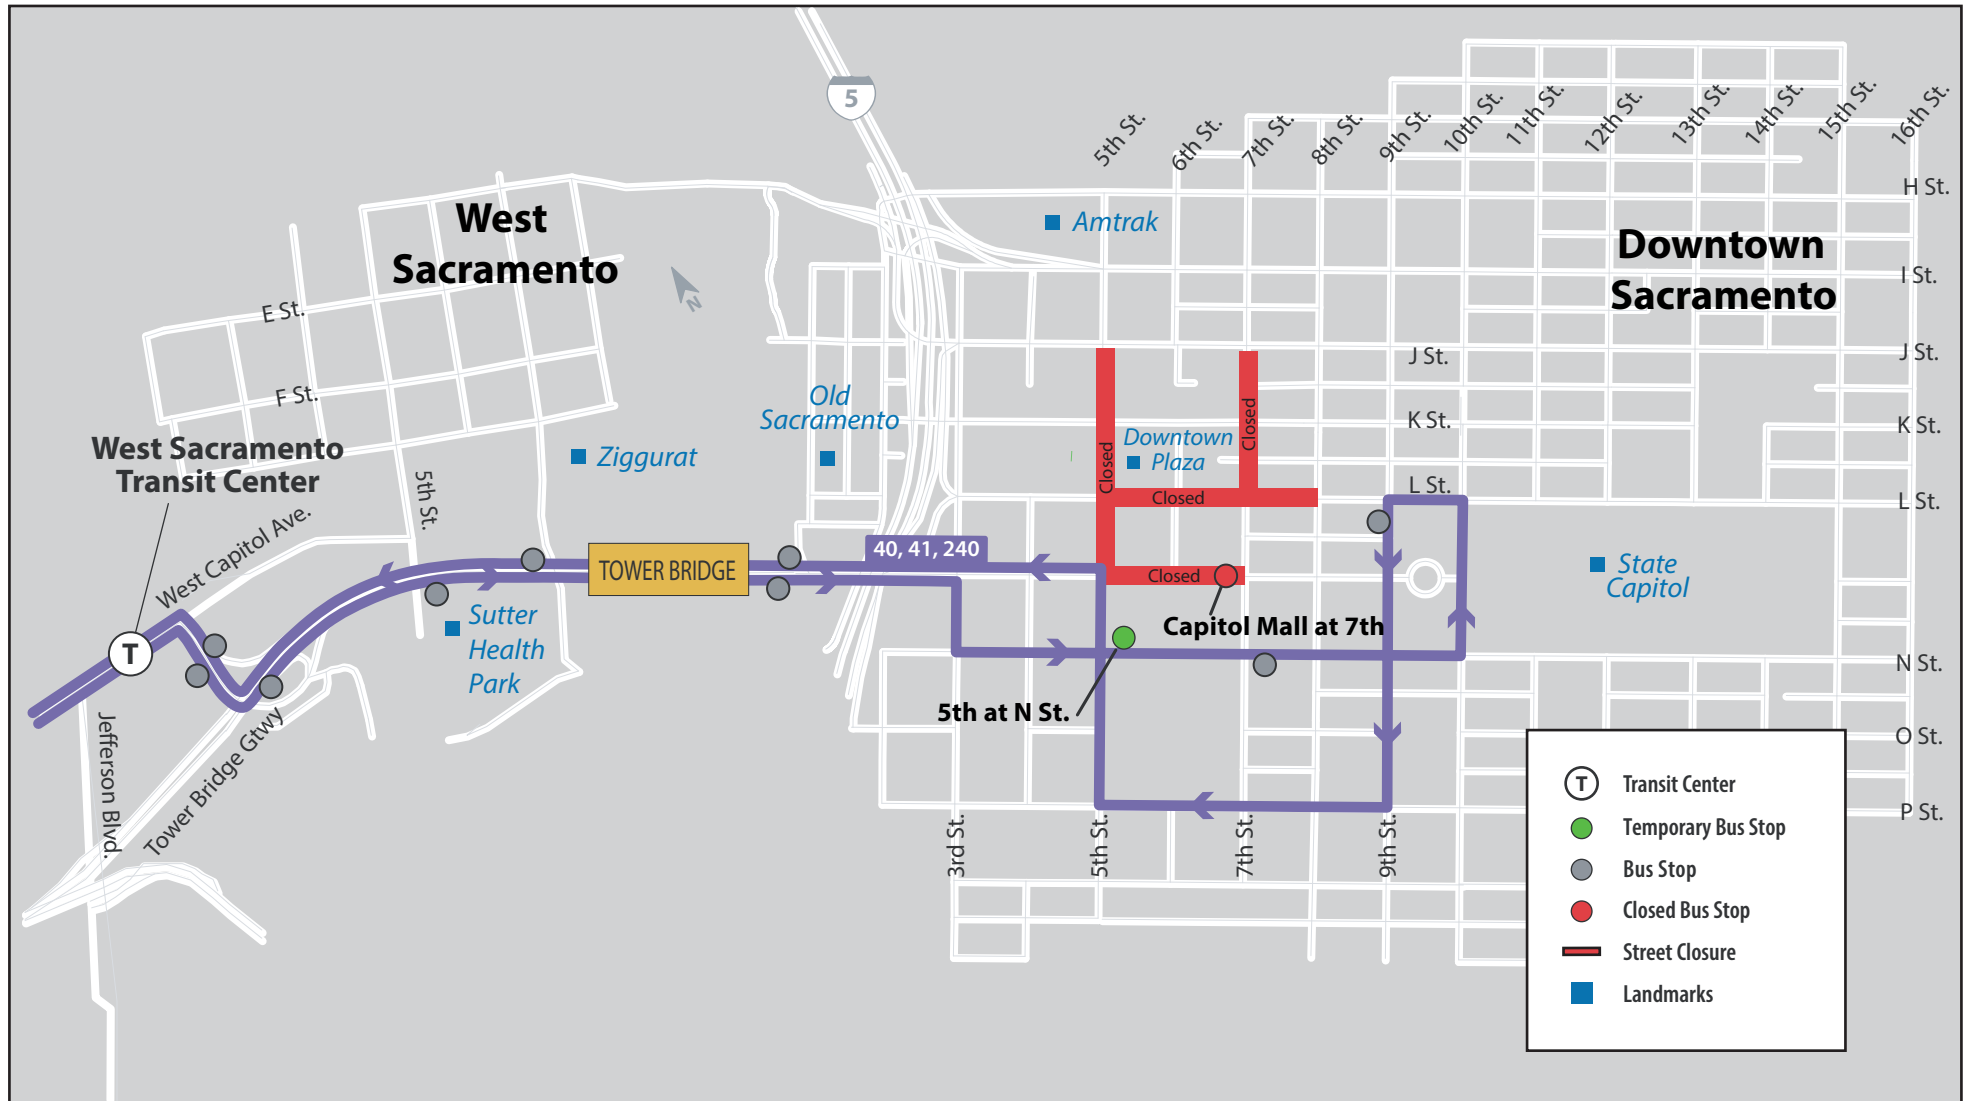 5
5th St.
6th St.
7th St.
8th St.
9th St.
10th St.
11th St.
12th St.
13th St.
14th St.
15th St.
16th St.
H St.
West
Sacramento
Amtrak
Downtown
Sacramento
I St.
N
E St.
J St.
J St.
F St.
Old
Sacramento
Closed
K St.
K St.
West Sacramento
Transit Center
Ziggurat
Downtown
Plaza
Closed
L St.
L St.
5th St.
Closed
West Capitol Ave.
40, 41, 240
TOWER BRIDGE
Closed
State
Capitol
Sutter
Health
Park
Capitol Mall at 7th
T
N St.
5th at N St.
Jefferson Blvd.
Tower Bridge Gtwy
O St.
P St.
3rd St.
5th St.
7th St.
9th St.
T Transit Center
Temporary Bus Stop
Bus Stop
Closed Bus Stop
Street Closure
Landmarks